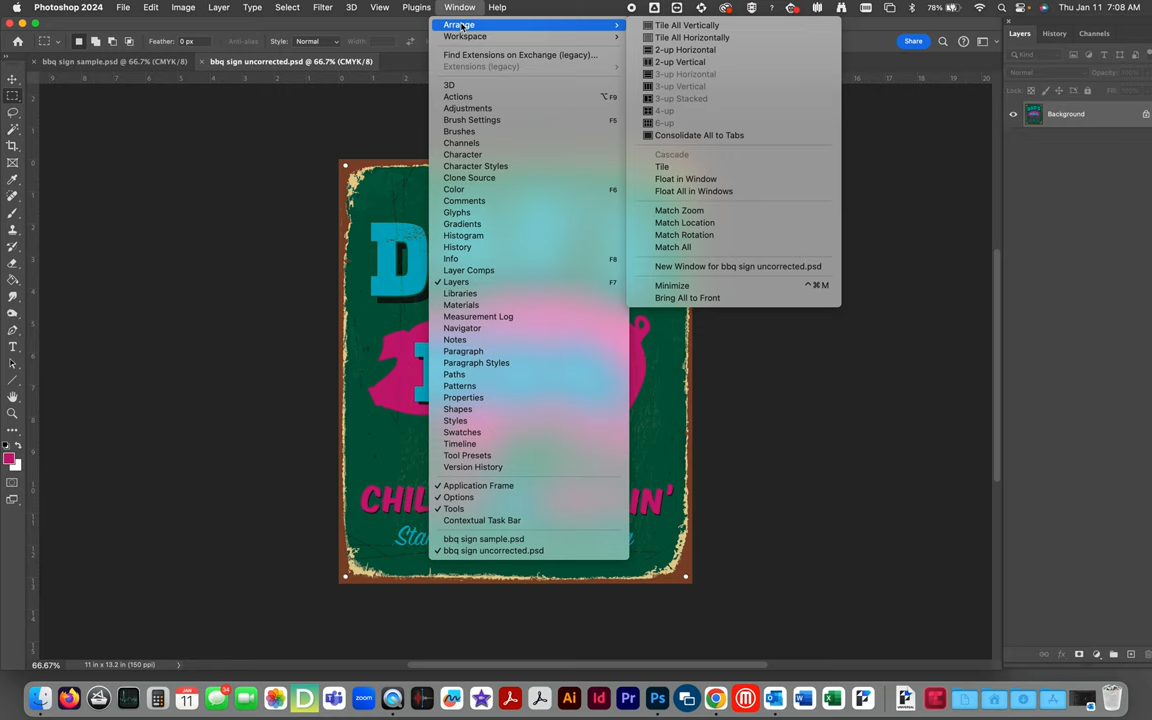 Photoshop 2024 File Edit Image Layer Type Select Filter 3D View Plugins Window Help 78% Thu Jan 11 7:08 AM
Feather: 0 px Anti-alias Style: Normal Width: Share
bbq sign sample.psd @ 66.7% (CMYK/8) bbq sign uncorrected.psd @ 66.7% (CMYK/8)
Arrange
Workspace
Find Extensions on Exchange (legacy)...
Extensions (legacy)
3D
Actions ⌥F9
Adjustments
Brush Settings F5
Brushes
Channels
Character
Character Styles
Clone Source
Color F6
Comments
Glyphs
Gradients
Histogram
History
Info F8
Layer Comps
✓ Layers F7
Libraries
Materials
Measurement Log
Navigator
Notes
Paragraph
Paragraph Styles
Paths
Patterns
Properties
Shapes
Styles
Swatches
Timeline
Tool Presets
Version History
✓ Application Frame
✓ Options
✓ Tools
Contextual Task Bar
bbq sign sample.psd
✓ bbq sign uncorrected.psd
Tile All Vertically
Tile All Horizontally
2-up Horizontal
2-up Vertical
3-up Horizontal
3-up Vertical
3-up Stacked
4-up
6-up
Consolidate All to Tabs
Cascade
Tile
Float in Window
Float All in Windows
Match Zoom
Match Location
Match Rotation
Match All
New Window for bbq sign uncorrected.psd
Minimize ^⌘M
Bring All to Front
Layers History Channels
Kind
Normal Opacity:
Lock: Fill:
Background
66.67% 11 in x 13.2 in (150 ppi)